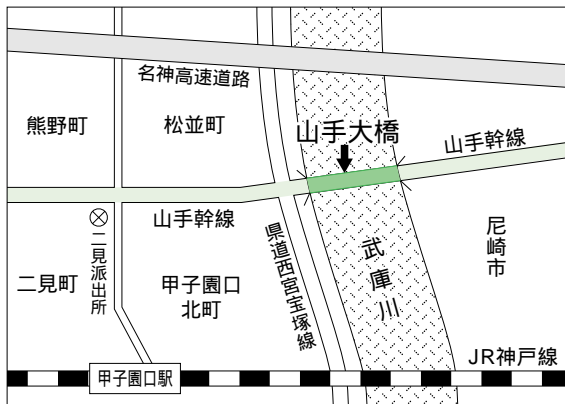 名神高速道路
熊野町
松並町
山手大橋
山手幹線
山手幹線
二見派出所
二見町
甲子園口
北町
県道西宮宝塚線
武庫川
尼崎市
JR神戸線
甲子園口駅